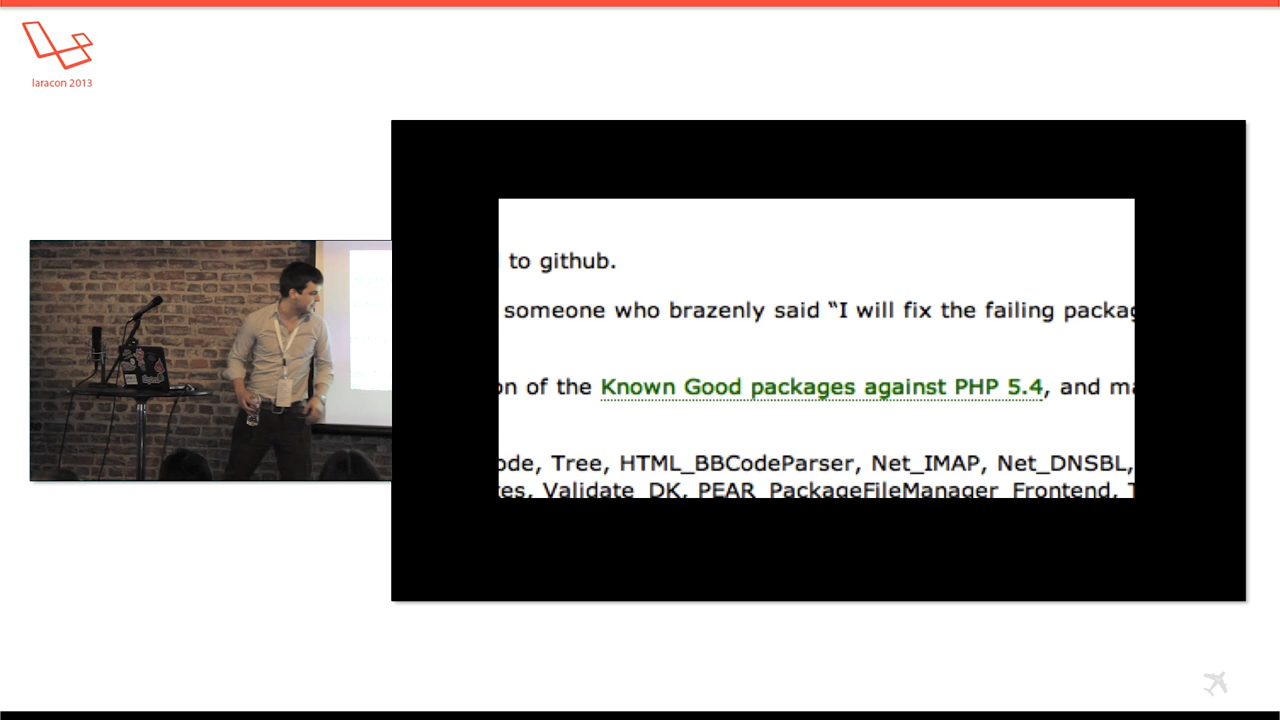 laracon 2013
to github.
someone who brazenly said “I will fix the failing packag
on of the Known Good packages against PHP 5.4, and ma
ode, Tree, HTML_BBCodeParser, Net_IMAP, Net_DNSBL,
es, Validate_DK, PEAR_PackageFileManager_Frontend, T